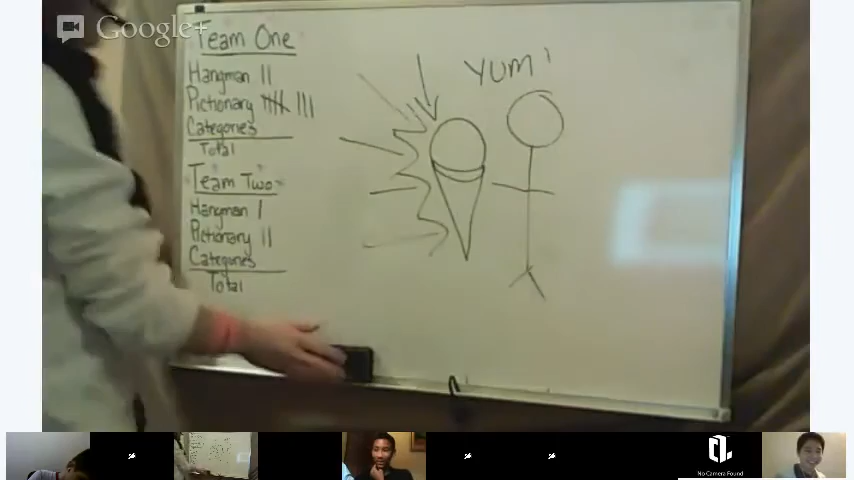 Google+
Team One
Hangman II
Pictionary IIII III
Categories
Total
Team Two
Hangman I
Pictionary II
Categories
Total
YUM!
No Camera Found